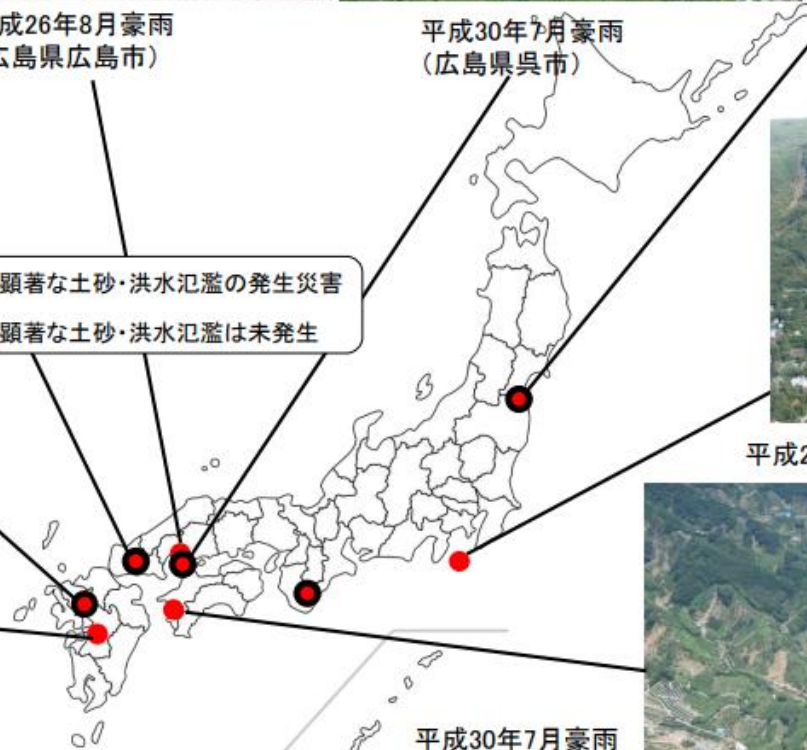 成26年8月豪雨
広島県広島市）
平成30年7月豪雨
（広島県呉市）
顕著な土砂・洪水氾濫の発生災害
顕著な土砂・洪水氾濫は未発生
平成2
平成30年7月豪雨